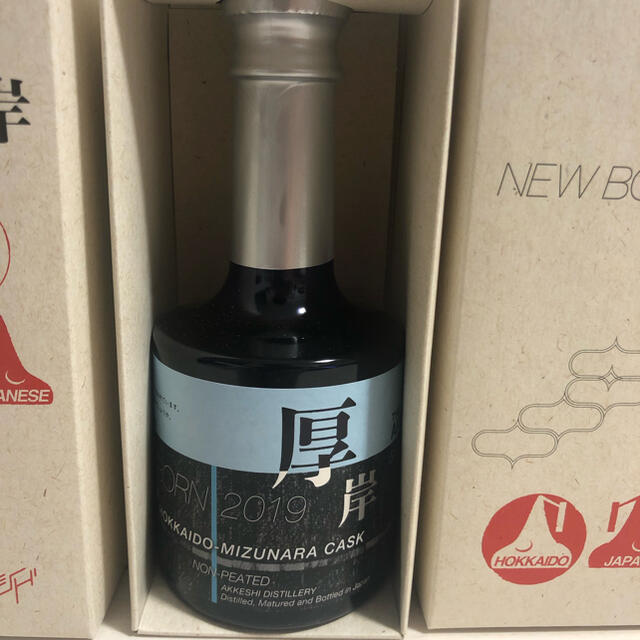 岸
ANESE
NEW BO
厚
岸
ORN 2019
HOKKAIDO-MIZUNARA CASK
NON-PEATED
AKKESHI DISTILLERY
Distilled, Matured and Bottled in Japan
HOKKAIDO
JAPA